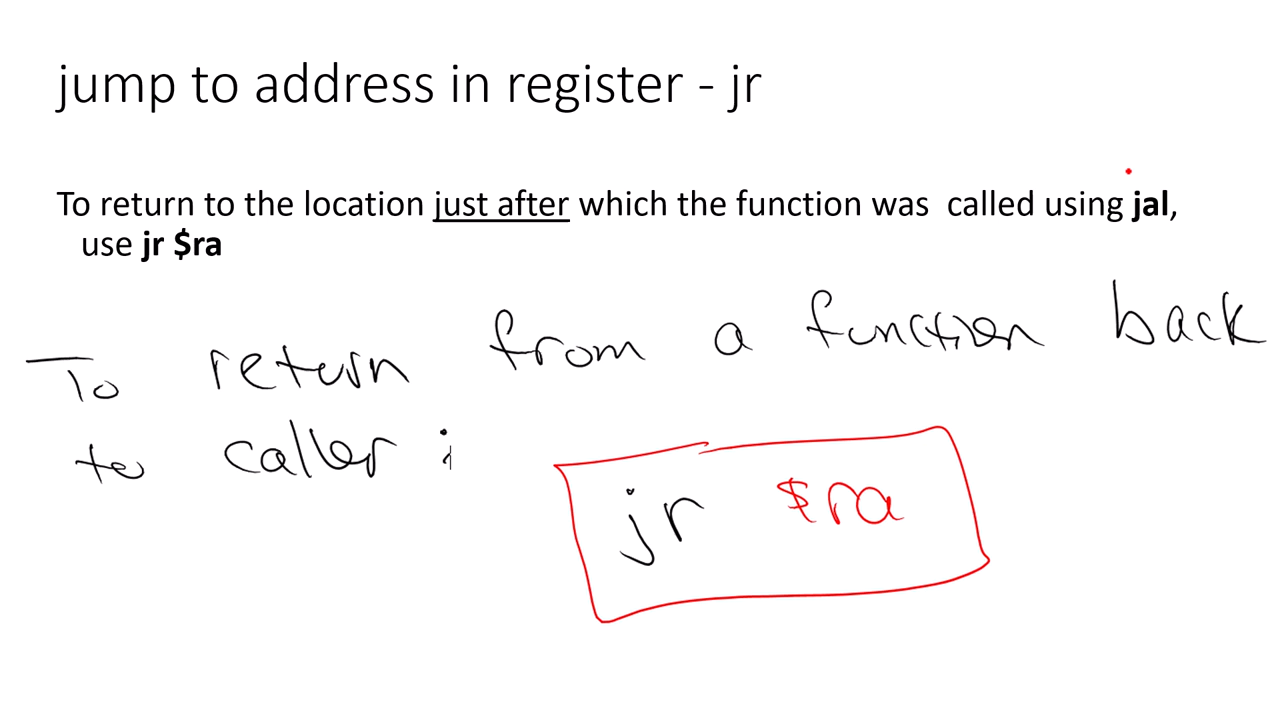 jump to address in register - jr
To return to the location just after which the function was called using jal,
use jr $ra
To return from a function back
to caller :
jr $ra